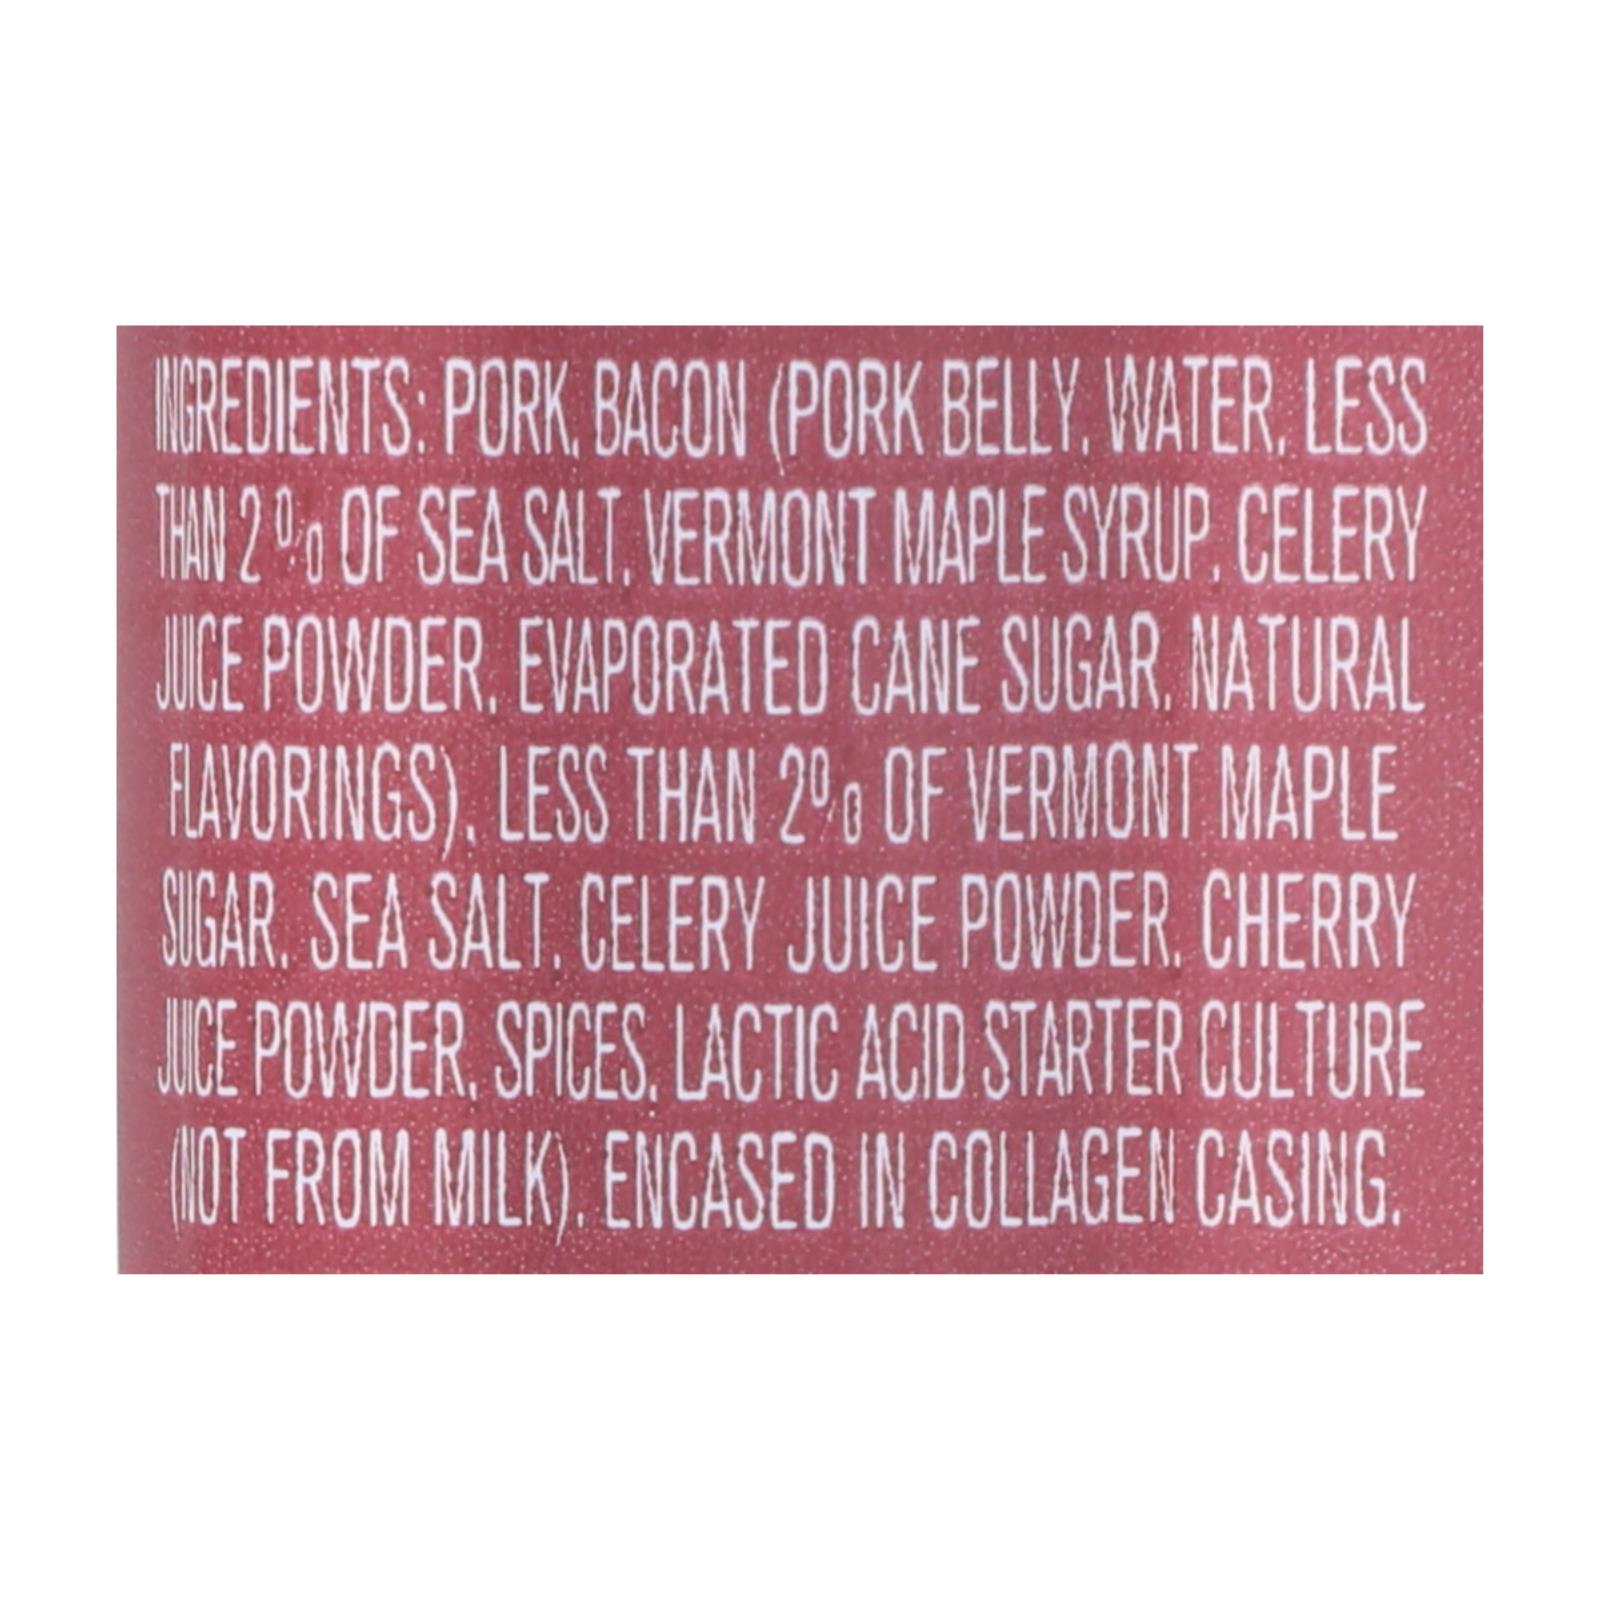 INGREDIENTS: PORK, BACON (PORK BELLY, WATER, LESS
THAN 2% OF SEA SALT, VERMONT MAPLE SYRUP, CELERY
JUICE POWDER, EVAPORATED CANE SUGAR, NATURAL
FLAVORINGS), LESS THAN 2% OF VERMONT MAPLE
SUGAR, SEA SALT, CELERY JUICE POWDER, CHERRY
JUICE POWDER, SPICES, LACTIC ACID STARTER CULTURE
(NOT FROM MILK). ENCASED IN COLLAGEN CASING.